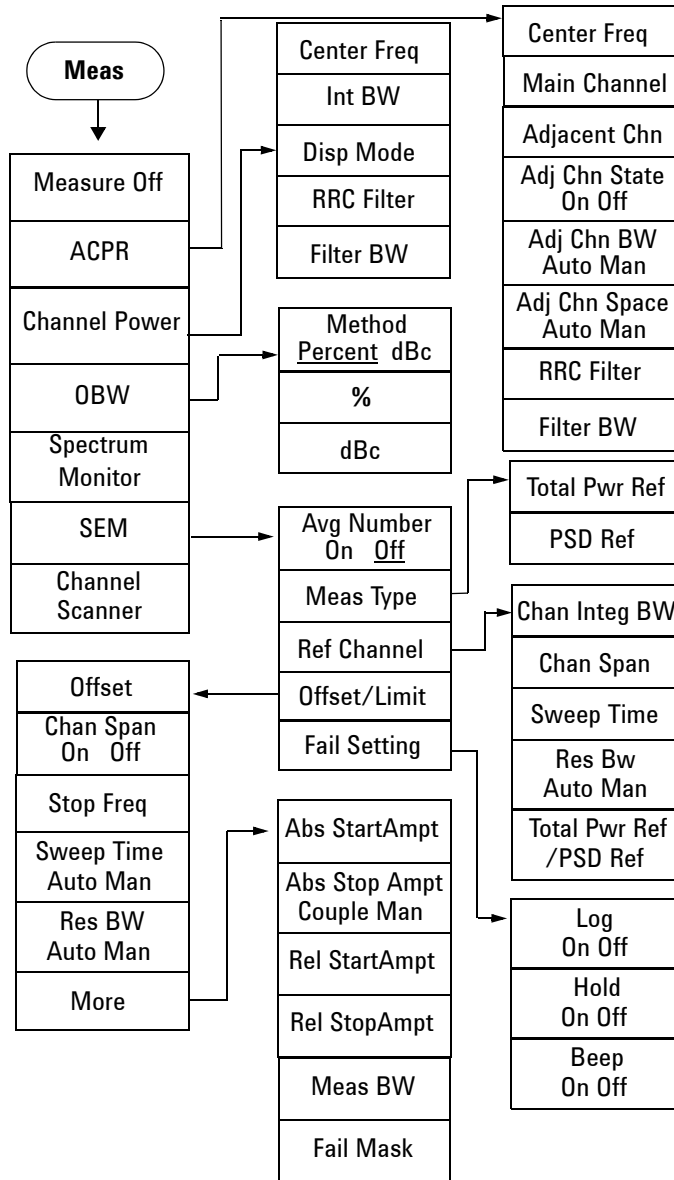 Meas
Measure Off
ACPR
Channel Power
OBW
Spectrum
Monitor
SEM
Channel
Scanner
Center Freq
Int BW
Disp Mode
RRC Filter
Filter BW
Center Freq
Main Channel
Adjacent Chn
Adj Chn State
On Off
Adj Chn BW
Auto Man
Adj Chn Space
Auto Man
RRC Filter
Filter BW
Method
Percent dBc
%
dBc
Avg Number
On Off
Meas Type
Ref Channel
Offset/Limit
Fail Setting
Total Pwr Ref
PSD Ref
Chan Integ BW
Chan Span
Sweep Time
Res Bw
Auto Man
Total Pwr Ref
/PSD Ref
Offset
Chan Span
On Off
Stop Freq
Sweep Time
Auto Man
Res BW
Auto Man
More
Abs StartAmpt
Abs Stop Ampt
Couple Man
Rel StartAmpt
Rel StopAmpt
Meas BW
Fail Mask
Log
On Off
Hold
On Off
Beep
On Off